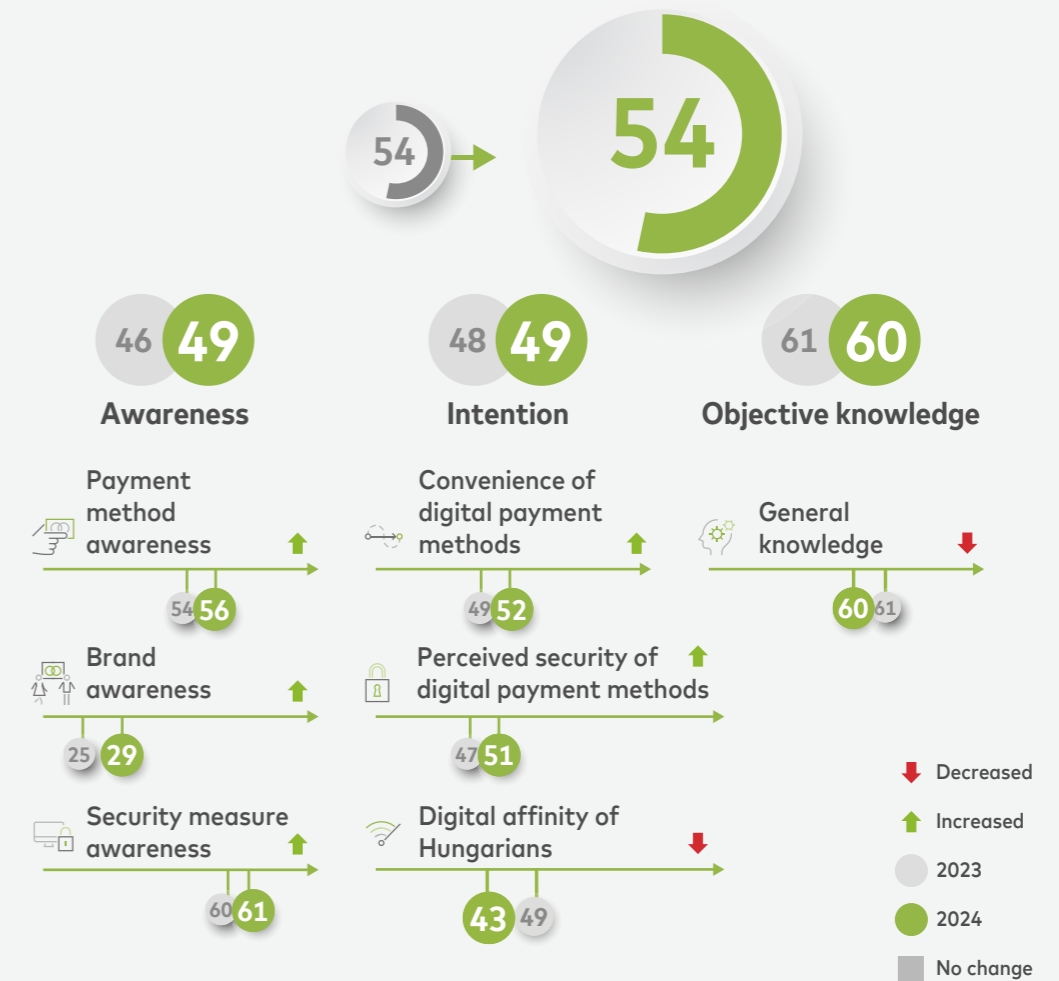 54
54
46 49
Awareness
48 49
Intention
61 60
Objective knowledge
Payment
method
awareness
54 56
Brand
awareness
25 29
Security measure
awareness
60 61
Convenience of
digital payment
methods
49 52
Perceived security of
digital payment methods
47 51
Digital affinity of
Hungarians
43 49
General
knowledge
60 61
Decreased
Increased
2023
2024
No change